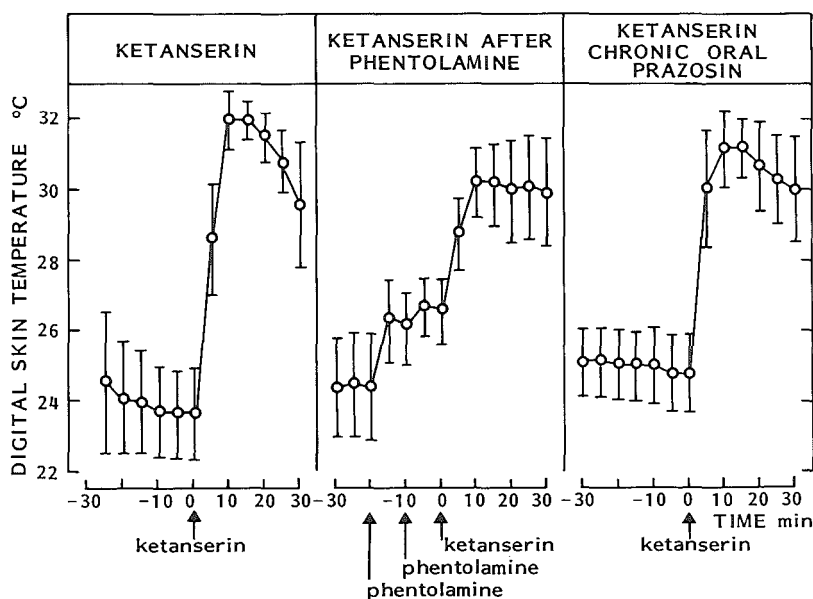 KETANSERIN
KETANSERIN AFTER
PHENTOLAMINE
KETANSERIN
CHRONIC ORAL
PRAZOSIN
DIGITAL SKIN TEMPERATURE °C
32
30
28
26
24
22
-30 0 10 20 30
-30 -10 0 10 20 30
-30 -10 0 10 20 30
TIME min
ketanserin
ketanserin
phentolamine
phentolamine
ketanserin